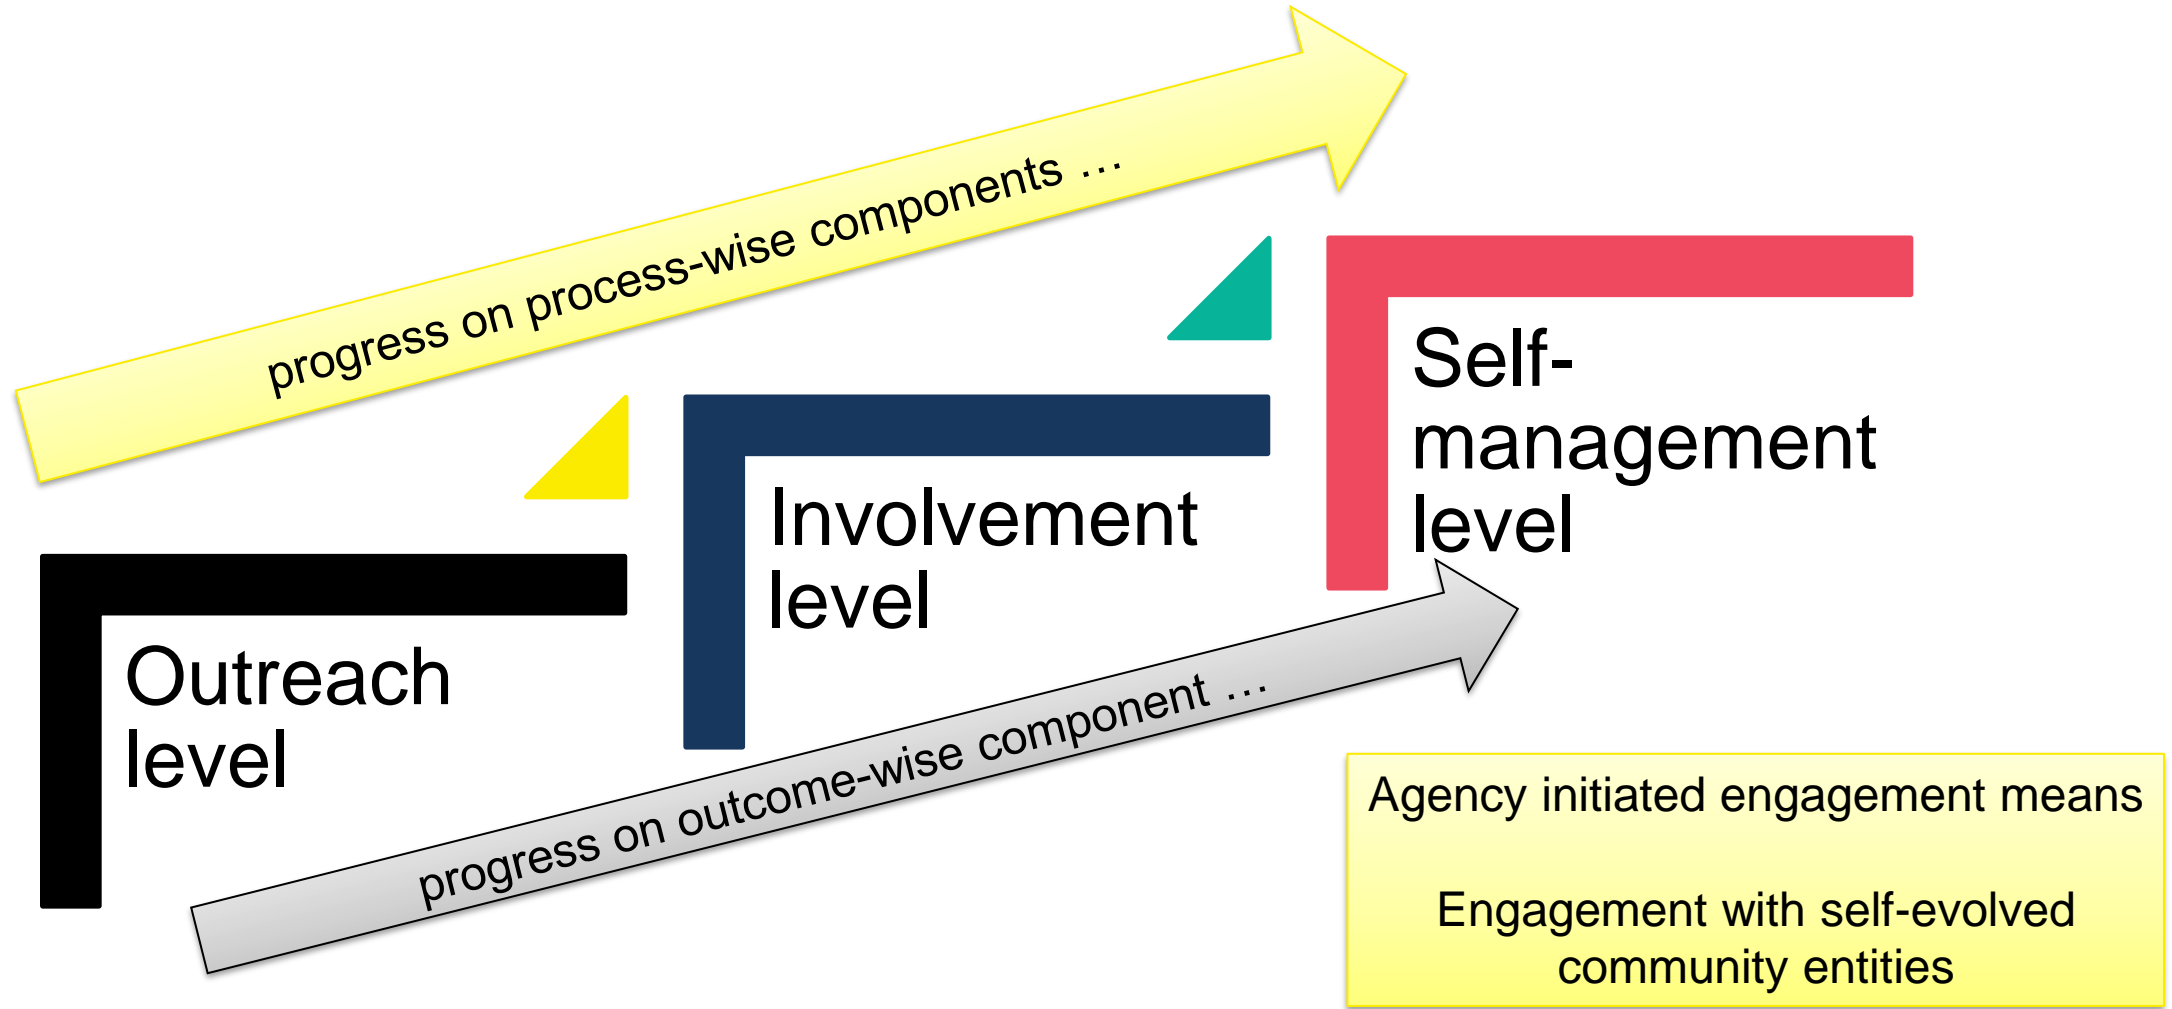 progress on process-wise components …
Self-
management
level
Involvement
level
Outreach
level
progress on outcome-wise component …
Agency initiated engagement means
Engagement with self-evolved
community entities